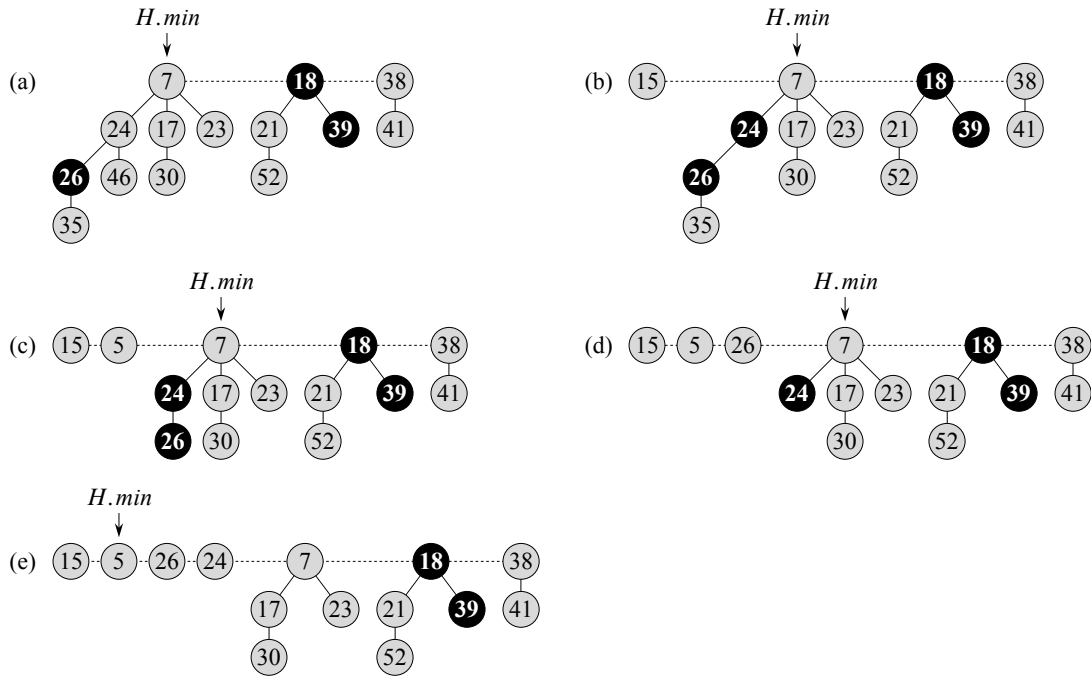 H.min H.min
(a) 7 18 38 (b) 15 7 18 38
24 17 23 21 39 41 24 17 23 21 39 41
26 46 30 52 26 30 52
35 35
H.min H.min
(c) 15 5 7 18 38 (d) 15 5 26 7 18 38
24 17 23 21 39 41 24 17 23 21 39 41
26 30 52 30 52
H.min
(e) 15 5 26 24 7 18 38
17 23 21 39 41
30 52